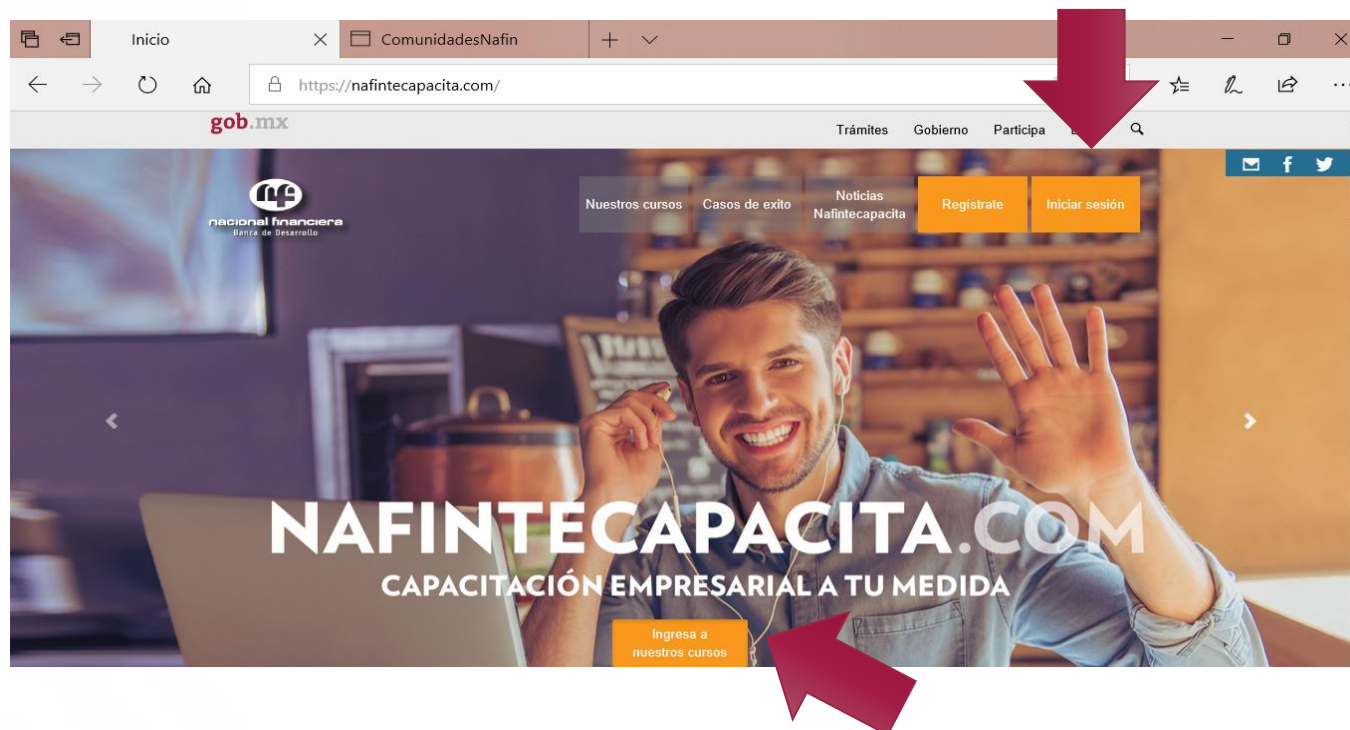 Inicio
ComunidadesNafin
https://nafintecapacita.com/
gob.mx
Trámites
Gobierno
Participa
nacional financiera
Banca de Desarrollo
Nuestros cursos
Casos de exito
Noticias
Nafintecapacita
Regístrate
Iniciar sesión
NAFINTECAPACITA.COM
CAPACITACIÓN EMPRESARIAL A TU MEDIDA
Ingresa a
nuestros cursos